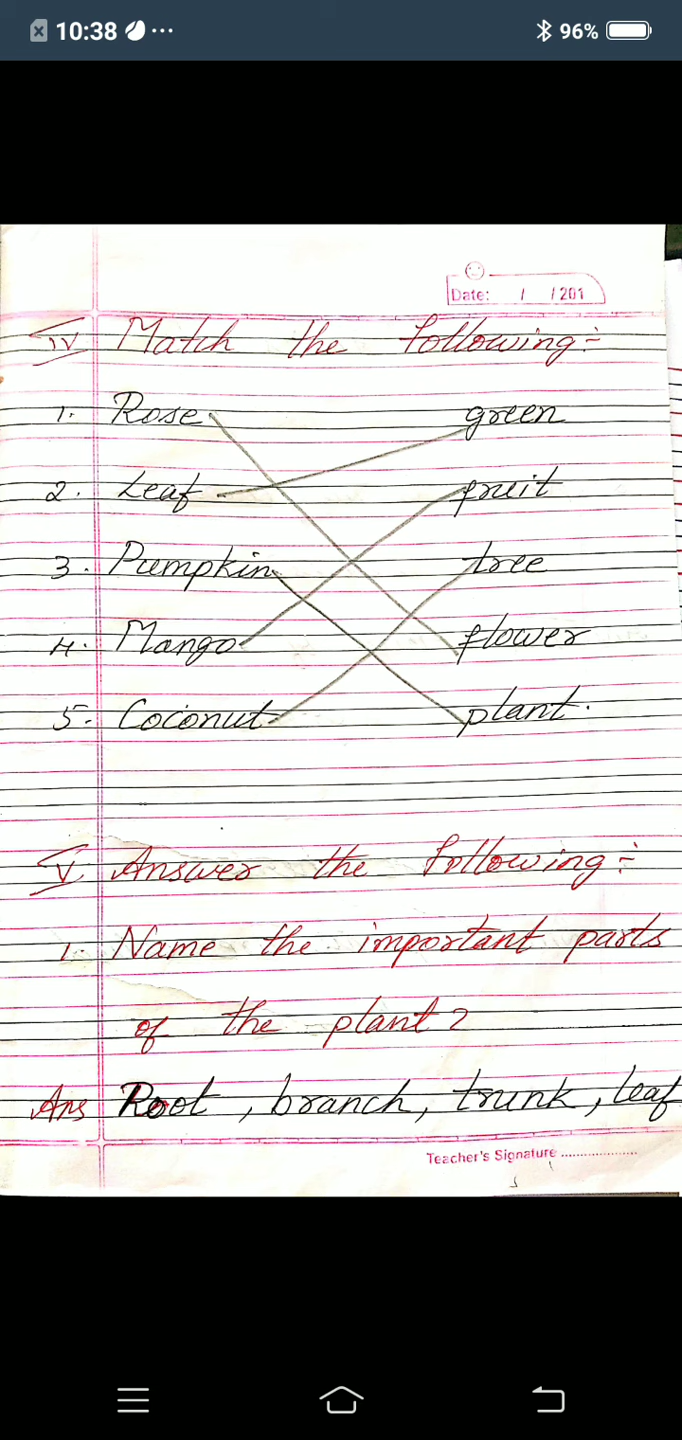 10:38 ... 96%
Date: / /201
IV Match the following:-
1. Rose green
2. Leaf fruit
3. Pumpkin tree
4. Mango flower
5. Coconut plant.
V Answer the following:-
1. Name the important parts
of the plant?
Ans Root, branch, trunk, leaf
Teacher's Signature ....................